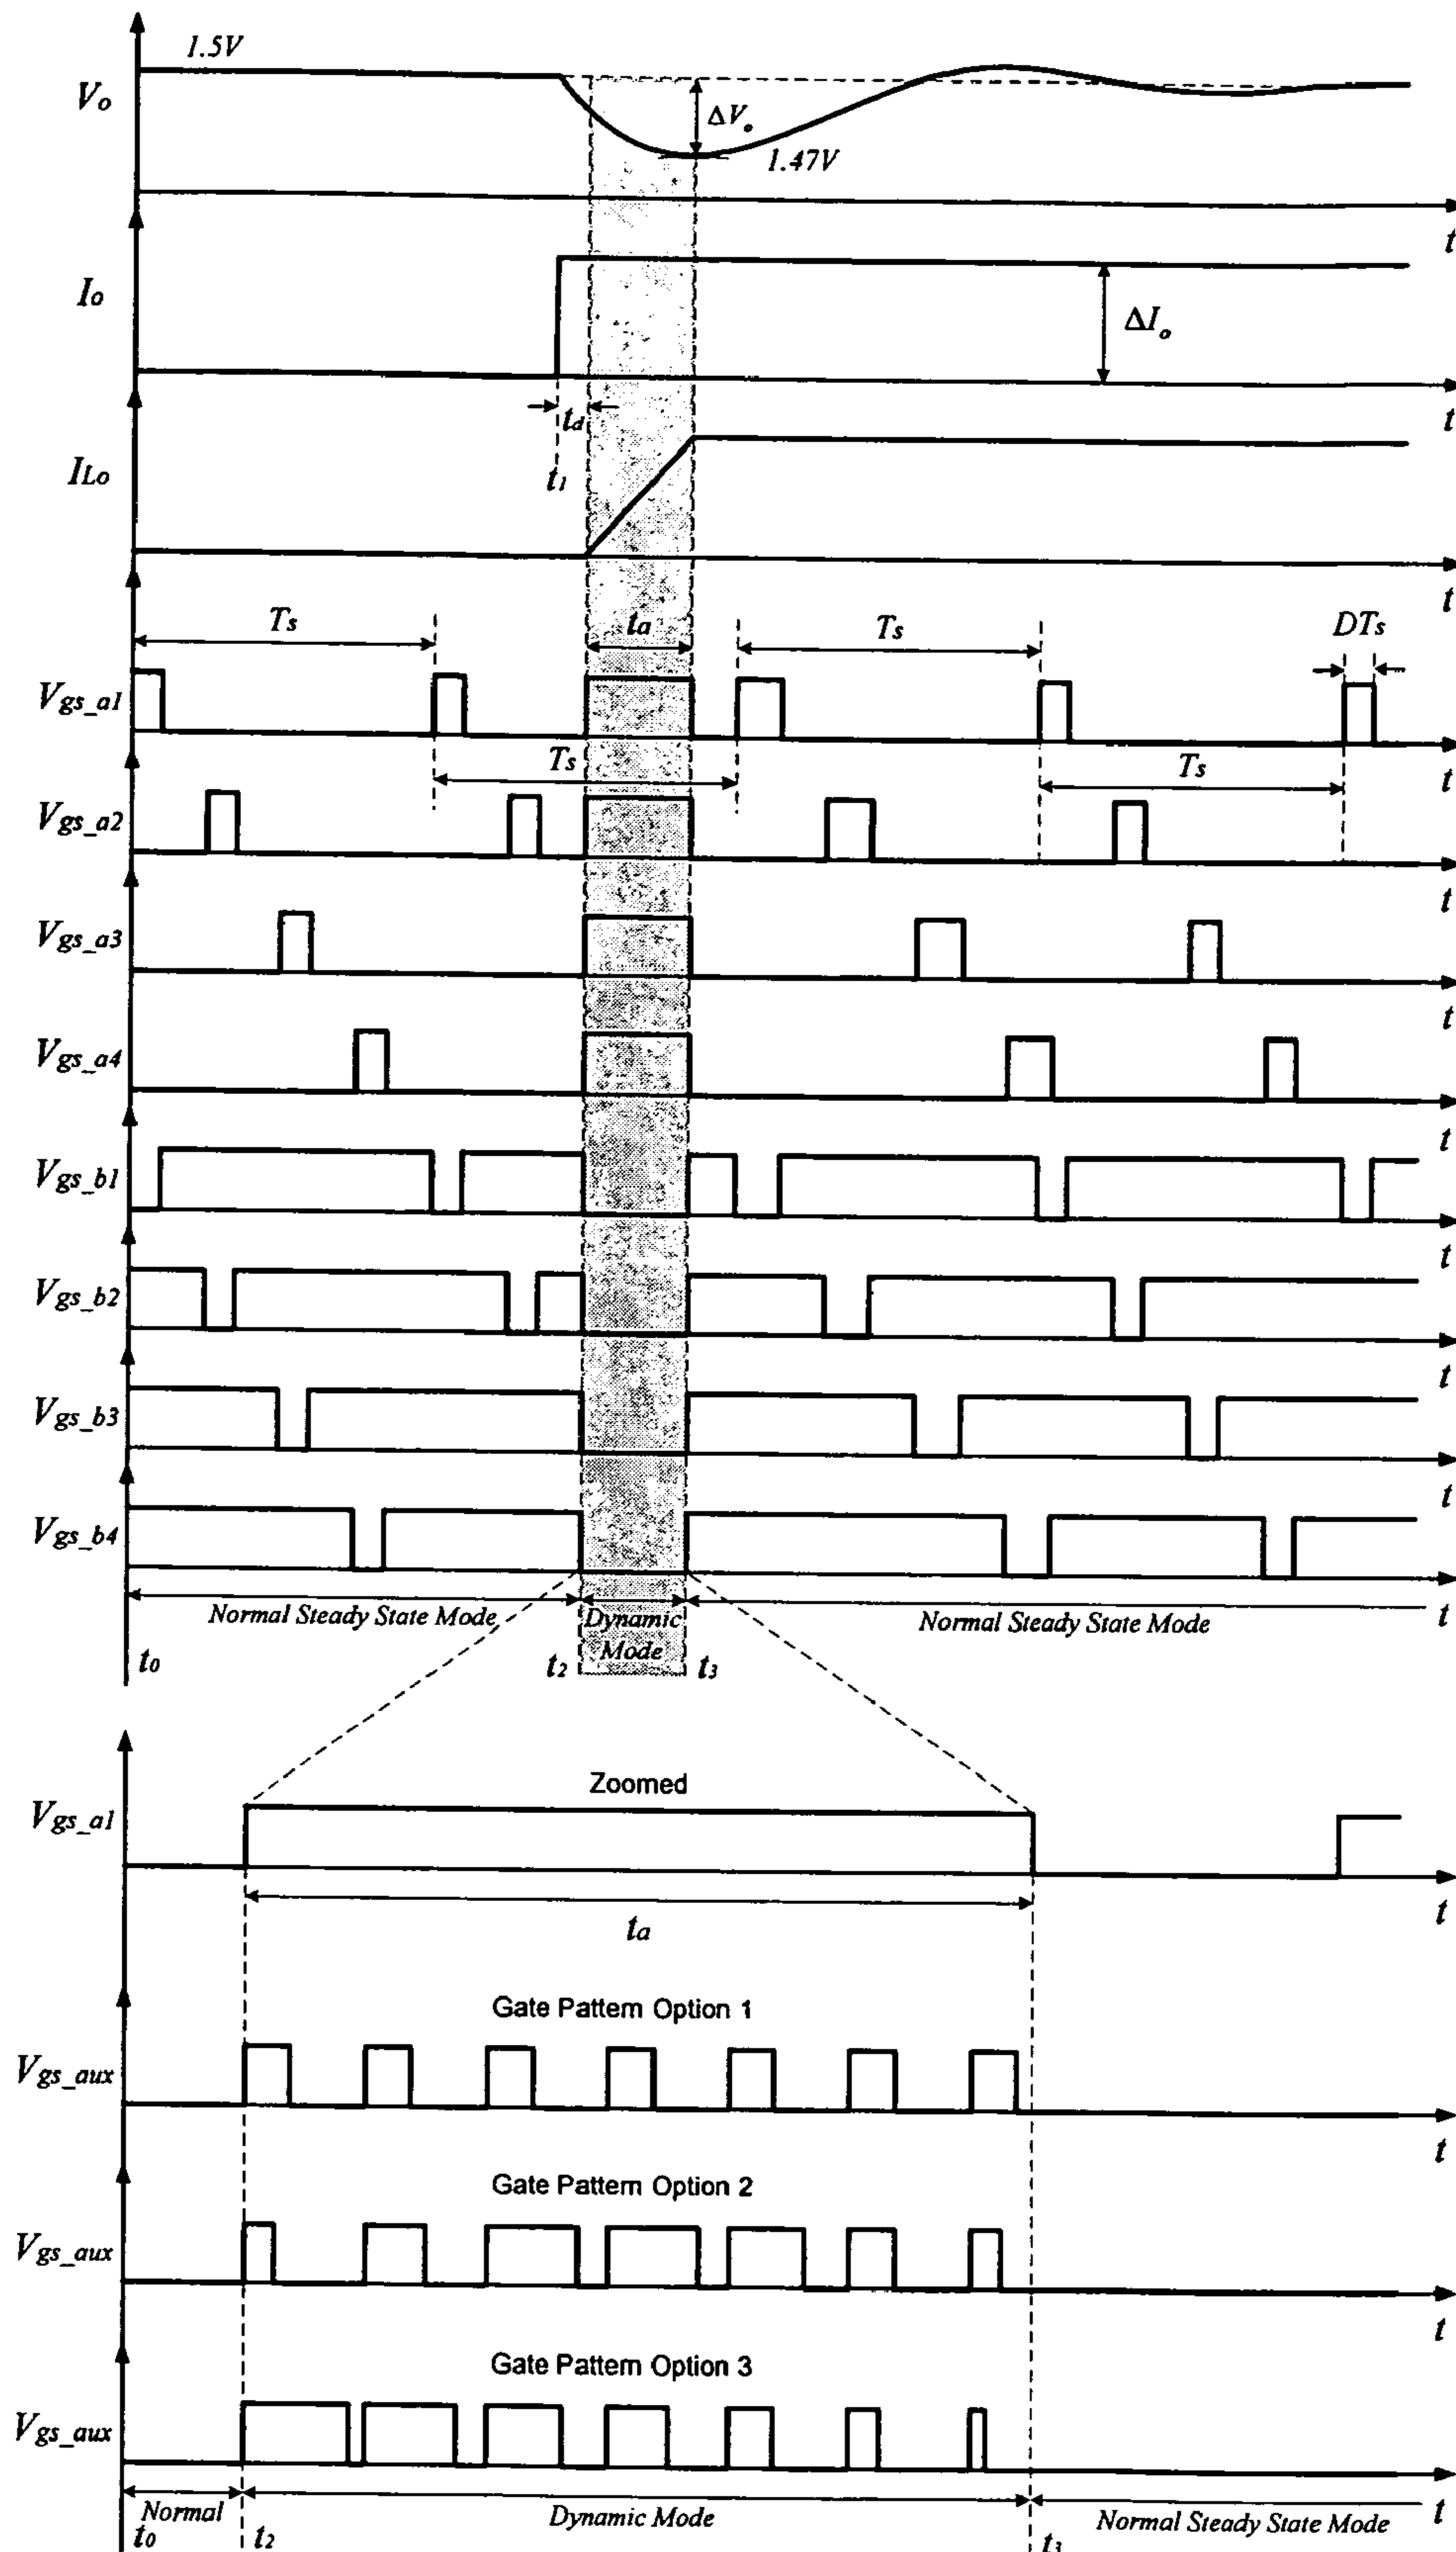 1.5V
Vo
ΔVo
1.47V
t
Io
ΔIo
t
td
t1
ILo
t
Ts
ta
Ts
DTs
Vgs_a1
Ts
Ts
t
Vgs_a2
t
Vgs_a3
t
Vgs_a4
t
Vgs_b1
t
Vgs_b2
t
Vgs_b3
t
Vgs_b4
t
Normal Steady State Mode
Dynamic Mode
Normal Steady State Mode
t0
t2
t3
Zoomed
Vgs_a1
t
ta
Gate Pattern Option 1
Vgs_aux
t
Gate Pattern Option 2
Vgs_aux
t
Gate Pattern Option 3
Vgs_aux
t
Normal
Dynamic Mode
Normal Steady State Mode
t0
t2
t3